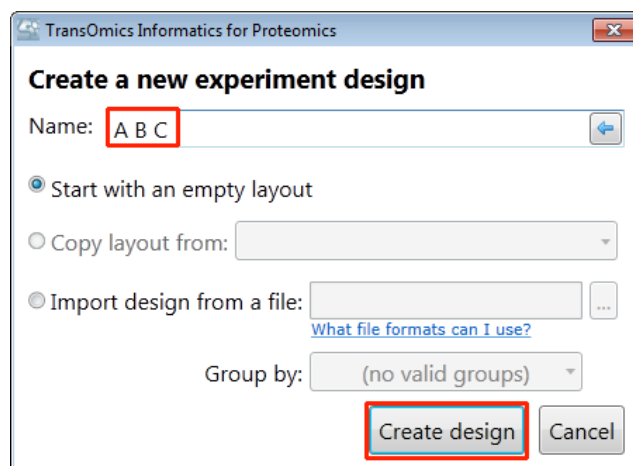 TransOmics Informatics for Proteomics
Create a new experiment design
Name: A B C
Start with an empty layout
Copy layout from:
Import design from a file: ...
What file formats can I use?
Group by: (no valid groups)
Create design Cancel